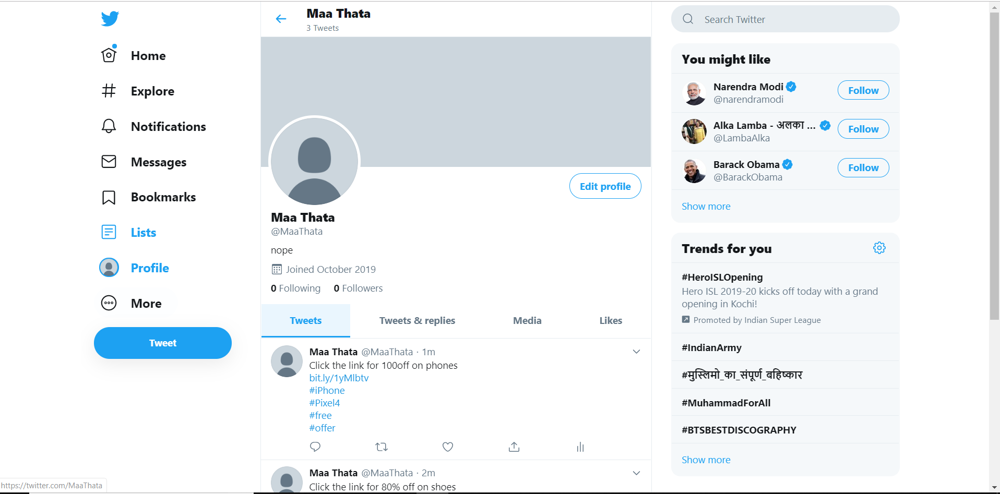 Home
Explore
Notifications
Messages
Bookmarks
Lists
Profile
More
Tweet
Maa Thata
3 Tweets
Edit profile
Maa Thata
@MaaThata
nope
Joined October 2019
0 Following 0 Followers
Tweets Tweets & replies Media Likes
Maa Thata @MaaThata · 1m
Click the link for 100off on phones
bit.ly/1yMlbtv
#iPhone
#Pixel4
#free
#offer
Maa Thata @MaaThata · 2m
Click the link for 80% off on shoes
Search Twitter
You might like
Narendra Modi
@narendramodi
Follow
Alka Lamba - अलका ...
@LambaAlka
Follow
Barack Obama
@BarackObama
Follow
Show more
Trends for you
#HeroISLOpening
Hero ISL 2019-20 kicks off today with a grand
opening in Kochi!
Promoted by Indian Super League
#IndianArmy
#मुस्लिमो_का_संपूर्ण_बहिष्कार
#MuhammadForAll
#BTSBESTDISCOGRAPHY
Show more
https://twitter.com/MaaThata